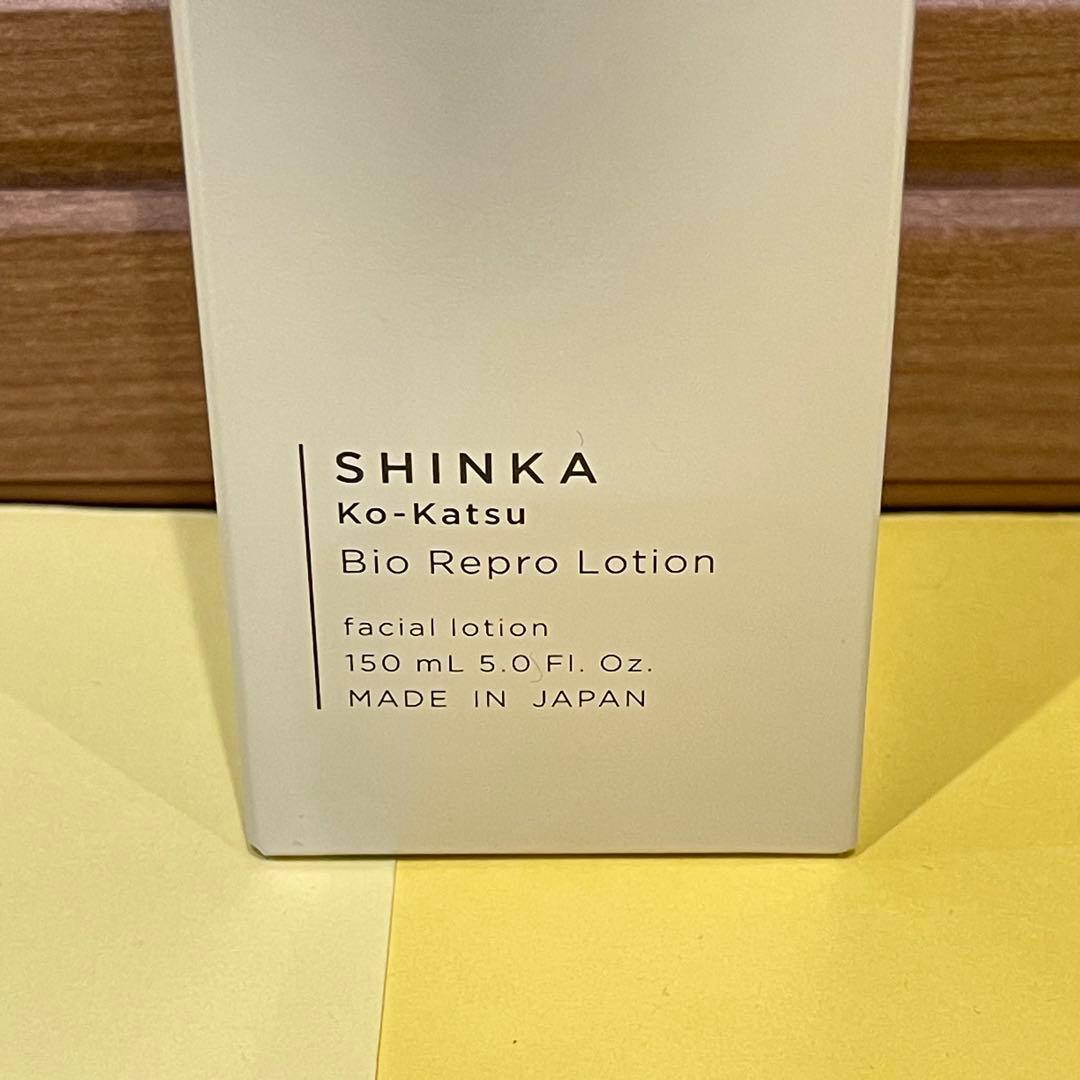 SHINKA
Ko-Katsu
Bio Repro Lotion
facial lotion
150 mL 5.0 Fl. Oz.
MADE IN JAPAN